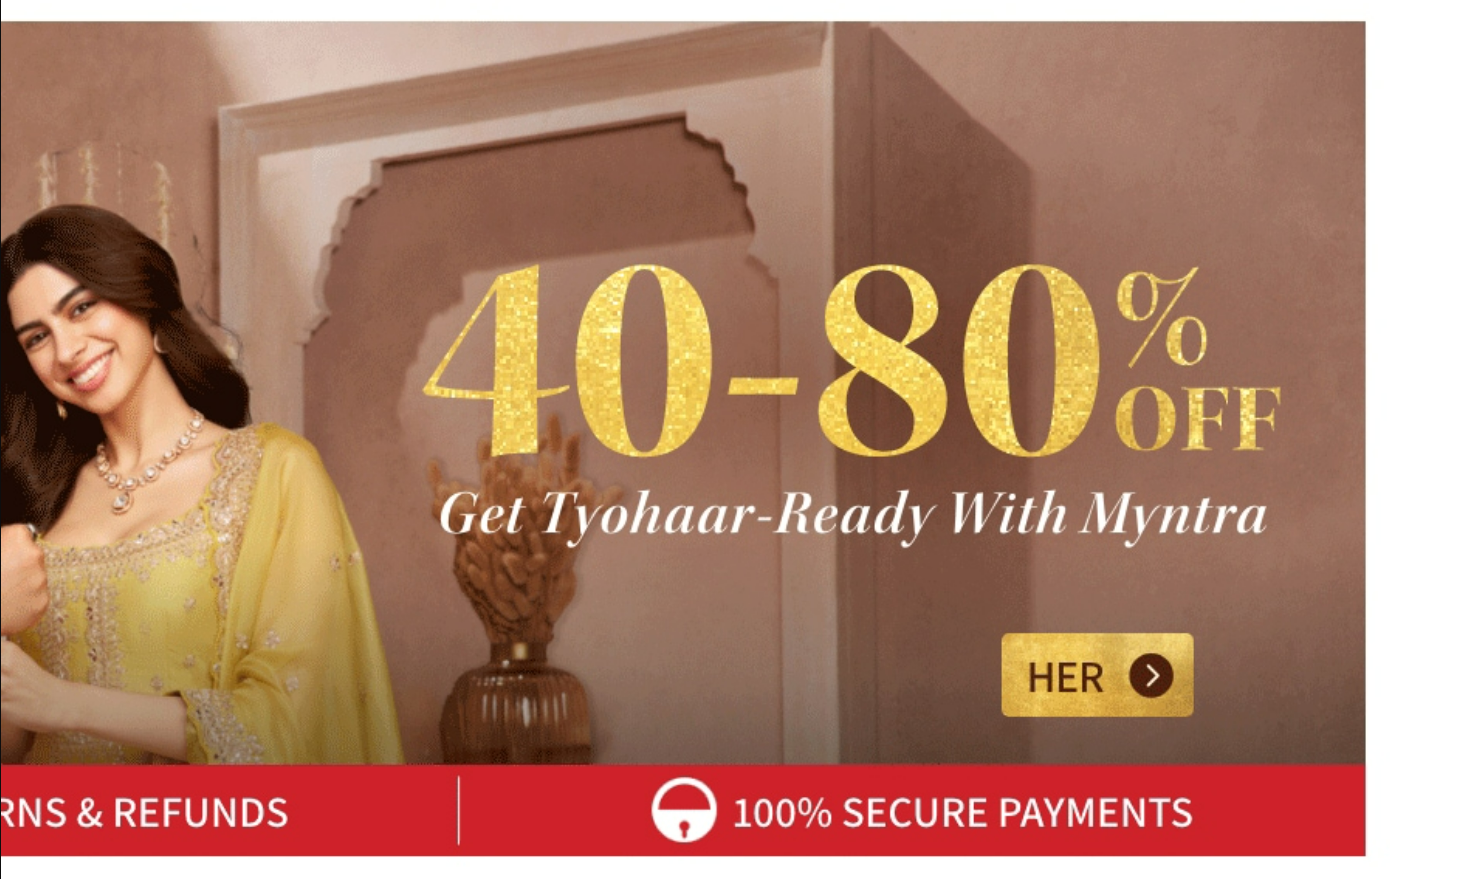 40-80% OFF
Get Tyohaar-Ready With Myntra
HER
RNS & REFUNDS
100% SECURE PAYMENTS